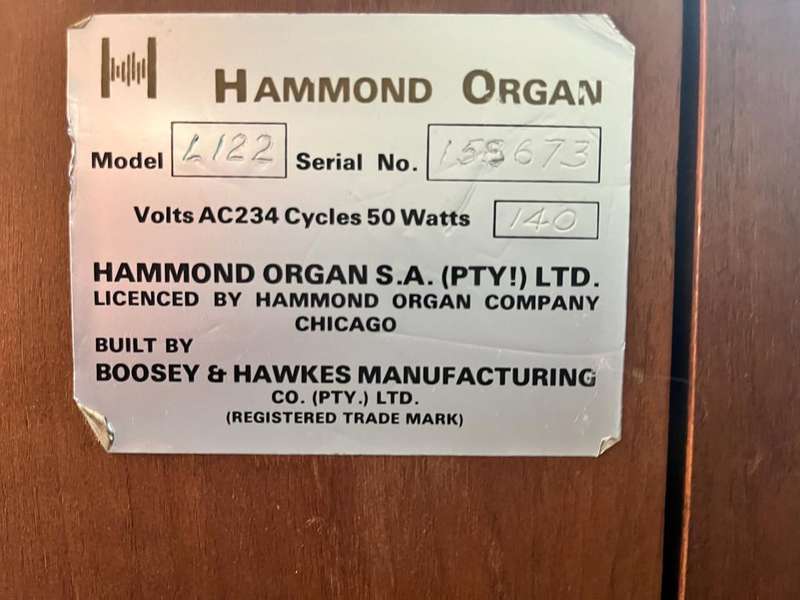 HAMMOND ORGAN
Model L122 Serial No. 158673
Volts AC234 Cycles 50 Watts 140
HAMMOND ORGAN S.A. (PTY!) LTD.
LICENCED BY HAMMOND ORGAN COMPANY
CHICAGO
BUILT BY
BOOSEY & HAWKES MANUFACTURING
CO. (PTY.) LTD.
(REGISTERED TRADE MARK)